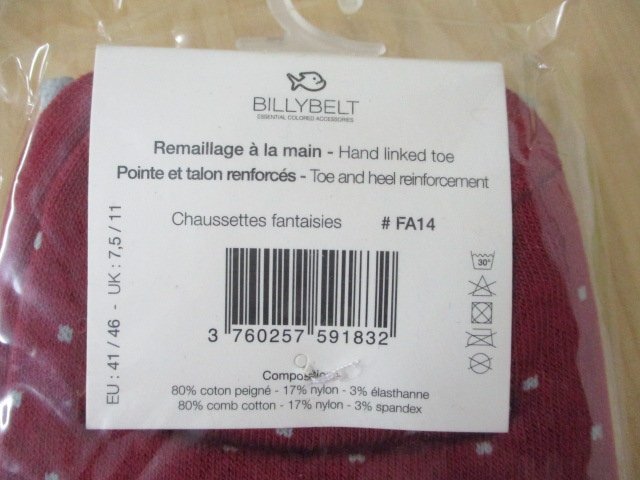 BILLYBELT
ESSENTIAL COLORED ACCESSORIES
Remaillage à la main - Hand linked toe
Pointe et talon renforcés - Toe and heel reinforcement
Chaussettes fantaisies # FA14
EU : 41 / 46 - UK : 7,5 / 11
30°
3 760257 591832
80% coton peigné - 17% nylon - 3% élasthanne
80% comb cotton - 17% nylon - 3% spandex